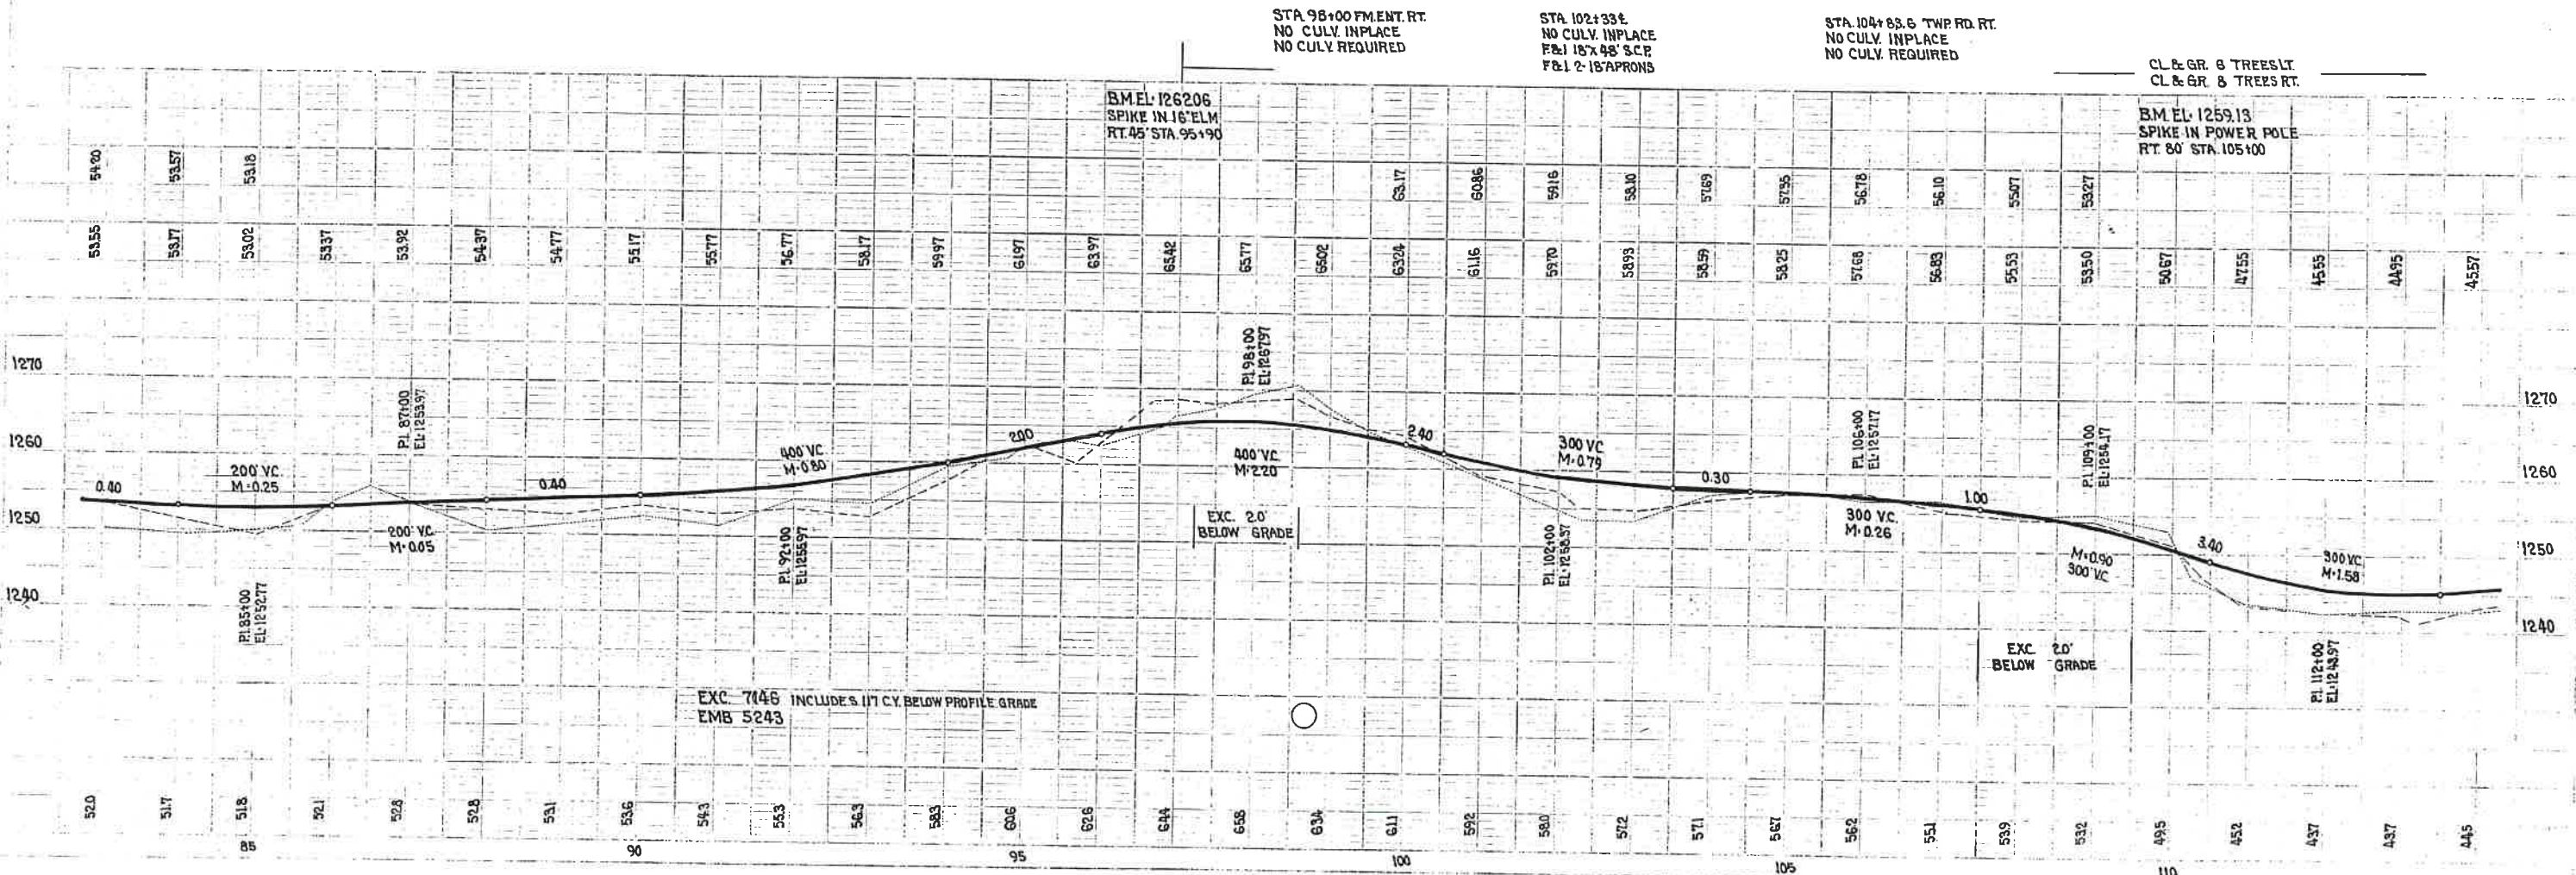 STA. 98+00 FM. ENT. RT.
NO CULV. INPLACE
NO CULV. REQUIRED
STA. 102+33 ±
NO CULV. INPLACE
F&I 18"X 48' S.C.P.
F&I 2-18" APRONS
STA. 104+83.6 TWP. RD. RT.
NO CULV. INPLACE
NO CULV. REQUIRED
CL & GR. 6 TREES LT.
CL & GR. 8 TREES RT.
B.M. EL. 1262.06
SPIKE IN 16" ELM
RT. 45' STA. 95+90
B.M. EL. 1259.13
SPIKE IN POWER POLE
RT. 80' STA. 105+00
54.20 53.57 53.18 63.17 60.86 59.16 58.10 57.69 57.35 56.78 56.10 55.07 53.27
53.55 53.17 53.02 53.37 53.92 54.37 54.77 55.17 55.77 56.77 58.17 59.97 61.97 63.97 65.42 65.77 65.02 63.24 61.16 59.70 58.93 58.59 58.25 57.68 56.83 55.53 53.50 50.67 47.55 45.55 44.95 45.57
1270
1260
1250
1240
1270
1260
1250
1240
P.I. 87+00
EL. 1253.97
P.I. 98+00
EL. 1267.97
P.I. 106+00
EL. 1257.17
P.I. 109+00
EL. 1254.17
0.40
200' V.C.
M=0.25
0.40
400' V.C.
M=0.80
2.00
400' V.C.
M=2.20
2.40
300 V.C
M=0.79
0.30
1.00
300 V.C.
M=0.26
3.40
M=0.90
300' V.C
300 V.C.
M=1.58
200' V.C.
M=0.05
EXC. 2.0'
BELOW GRADE
P.I. 85+00
EL. 1252.77
P.I. 92+00
EL. 1255.97
P.I. 102+00
EL. 1258.37
P.I. 112+00
EL. 1243.97
EXC. 2.0'
BELOW GRADE
EXC. 7146 INCLUDES 117 C.Y. BELOW PROFILE GRADE
EMB 5243
52.0 51.7 51.8 52.1 52.8 52.8 53.1 53.6 54.3 55.3 56.3 58.3 60.6 62.6 64.4 65.8 63.4 61.1 59.2 58.0 57.2 57.1 56.7 56.2 55.1 53.9 53.2 49.5 45.2 43.7 43.7 44.5
85 90 95 100 105 110